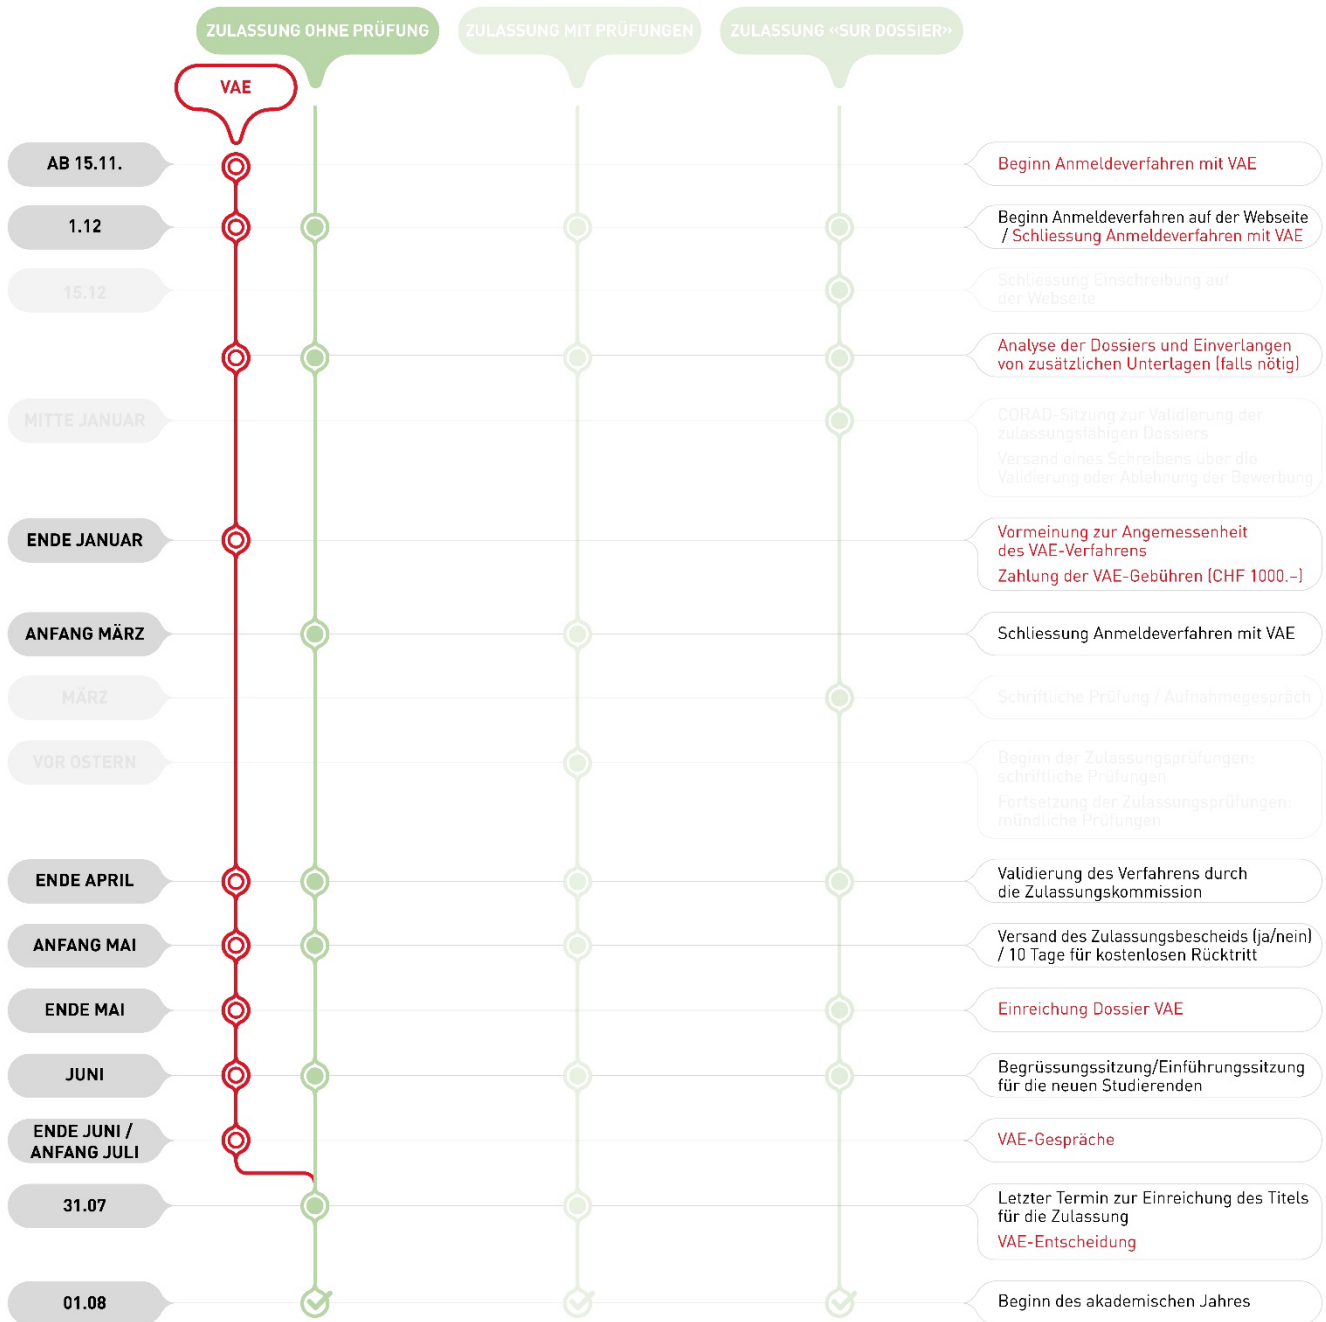 ZULASSUNG OHNE PRÜFUNG
ZULASSUNG MIT PRÜFUNGEN
ZULASSUNG «SUR DOSSIER»
VAE
AB 15.11.
Beginn Anmeldeverfahren mit VAE
1.12
Beginn Anmeldeverfahren auf der Webseite
/ Schliessung Anmeldeverfahren mit VAE
15.12
Schliessung Einschreibung auf
der Webseite
Analyse der Dossiers und Einverlangen
von zusätzlichen Unterlagen (falls nötig)
MITTE JANUAR
CORAD-Sitzung zur Validierung der
zulassungsfähigen Dossiers
Versand eines Schreibens über die
Validierung oder Ablehnung der Bewerbung
ENDE JANUAR
Vormeinung zur Angemessenheit
des VAE-Verfahrens
Zahlung der VAE-Gebühren (CHF 1000.–)
ANFANG MÄRZ
Schliessung Anmeldeverfahren mit VAE
MÄRZ
Schriftliche Prüfung / Aufnahmegespräch
VOR OSTERN
Beginn der Zulassungsprüfungen:
schriftliche Prüfungen
Fortsetzung der Zulassungsprüfungen:
mündliche Prüfungen
ENDE APRIL
Validierung des Verfahrens durch
die Zulassungskommission
ANFANG MAI
Versand des Zulassungsbescheids (ja/nein)
/ 10 Tage für kostenlosen Rücktritt
ENDE MAI
Einreichung Dossier VAE
JUNI
Begrüssungssitzung/Einführungssitzung
für die neuen Studierenden
ENDE JUNI /
ANFANG JULI
VAE-Gespräche
31.07
Letzter Termin zur Einreichung des Titels
für die Zulassung
VAE-Entscheidung
01.08
Beginn des akademischen Jahres